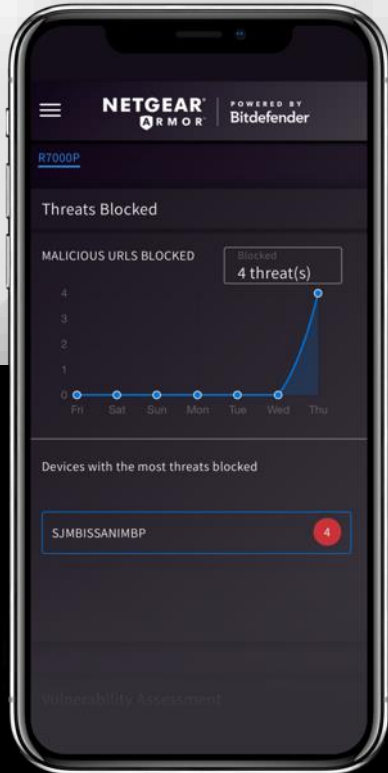 NETGEAR®
ARMOR™
POWERED BY
Bitdefender
R7000P
Threats Blocked
MALICIOUS URLS BLOCKED
Blocked
4 threat(s)
4
3
2
1
0
Fri Sat Sun Mon Tue Wed Thu
Devices with the most threats blocked
SJMBISSANIMBP 4
Vulnerability Assessment